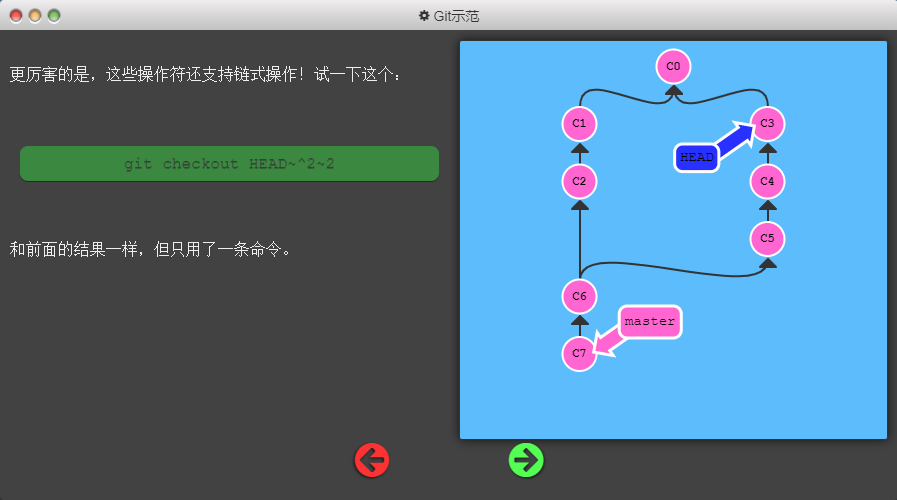 Git示范
更厉害的是，这些操作符还支持链式操作！试一下这个：
git checkout HEAD~^2~2
和前面的结果一样，但只用了一条命令。
C0
C1
C3
HEAD
C2
C4
C5
C6
master
C7